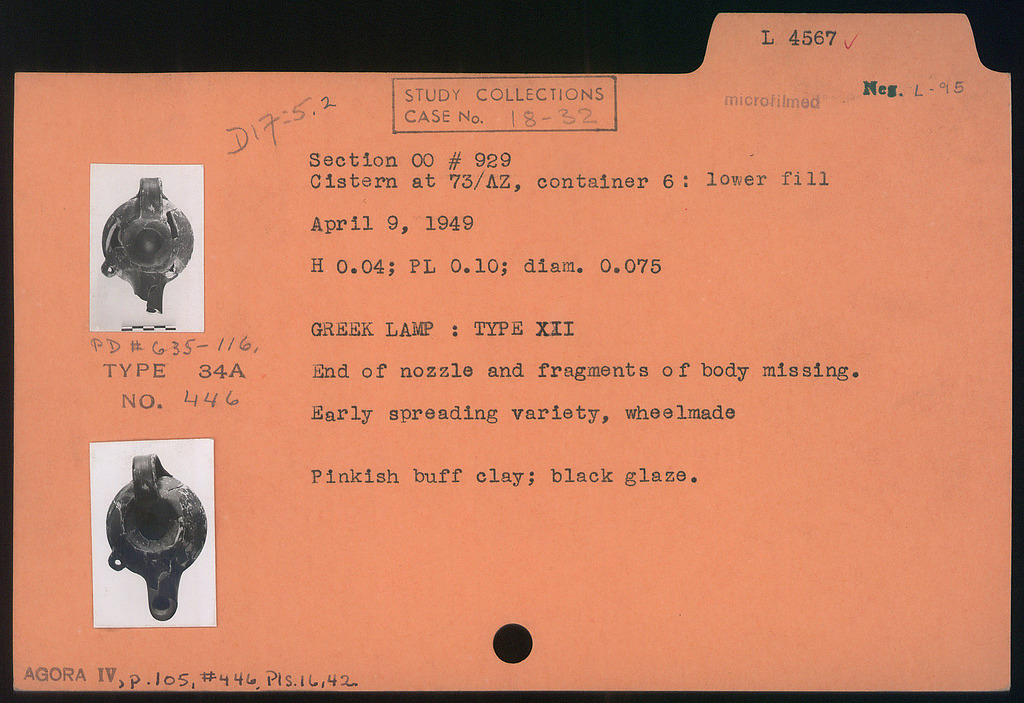 L 4567 ✓
microfilmed
Neg. L-95
D17:5.2
STUDY COLLECTIONS
CASE No. 18-32
Section OO # 929
Cistern at 73/ΛZ, container 6: lower fill
April 9, 1949
H 0.04; PL 0.10; diam. 0.075
GREEK LAMP : TYPE XII
End of nozzle and fragments of body missing.
Early spreading variety, wheelmade
Pinkish buff clay; black glaze.
PD # 635-116.
TYPE 34A
NO. 446
AGORA IV, p.105, #446, Pls.16,42